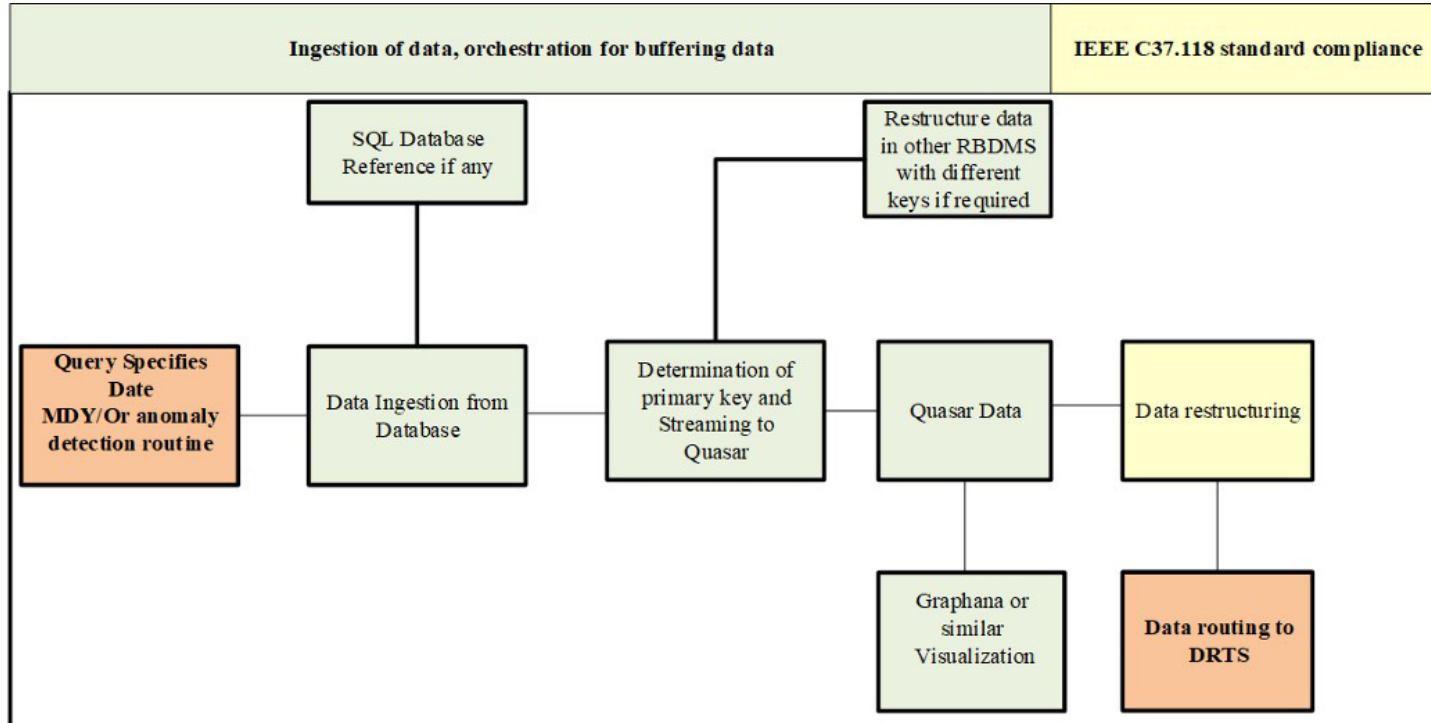 Ingestion of data, orchestration for buffering data
IEEE C37.118 standard compliance
SQL Database
Reference if any
Restructure data
in other RBDMS
with different
keys if required
Query Specifies
Date
MDY/Or anomaly
detection routine
Data Ingestion from
Database
Determination of
primary key and
Streaming to
Quasar
Quasar Data
Data restructuring
Graphana or
similar
Visualization
Data routing to
DRTS